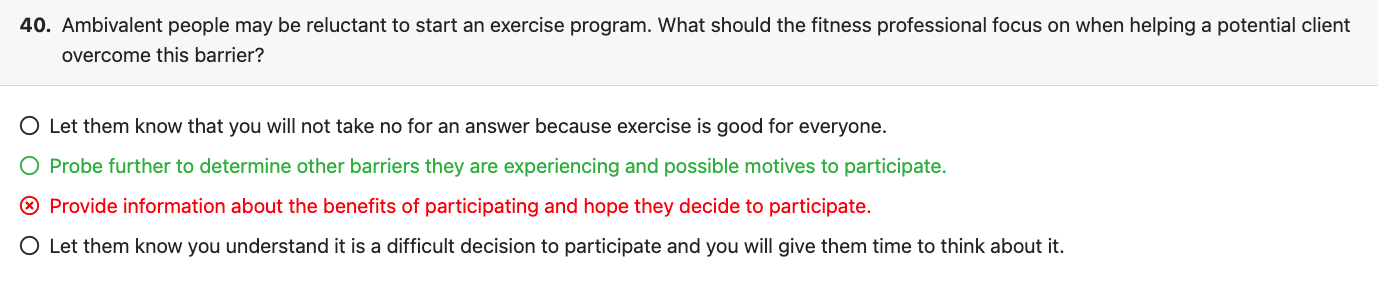 40. Ambivalent people may be reluctant to start an exercise program. What should the fitness professional focus on when helping a potential client
overcome this barrier?
Let them know that you will not take no for an answer because exercise is good for everyone.
Probe further to determine other barriers they are experiencing and possible motives to participate.
Provide information about the benefits of participating and hope they decide to participate.
Let them know you understand it is a difficult decision to participate and you will give them time to think about it.